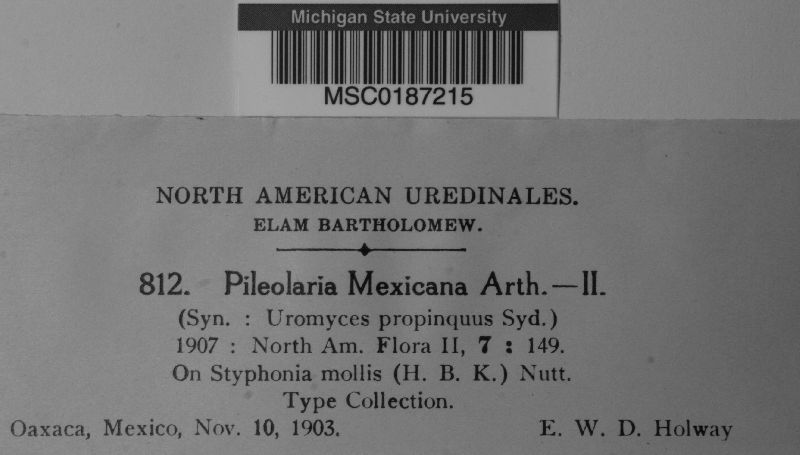 Michigan State University
MSC0187215
NORTH AMERICAN UREDINALES.
ELAM BARTHOLOMEW.
812. Pileolaria Mexicana Arth.—II.
(Syn. : Uromyces propinquus Syd.)
1907 : North Am. Flora II, 7 : 149.
On Styphonia mollis (H. B. K.) Nutt.
Type Collection.
Oaxaca, Mexico, Nov. 10, 1903. E. W. D. Holway